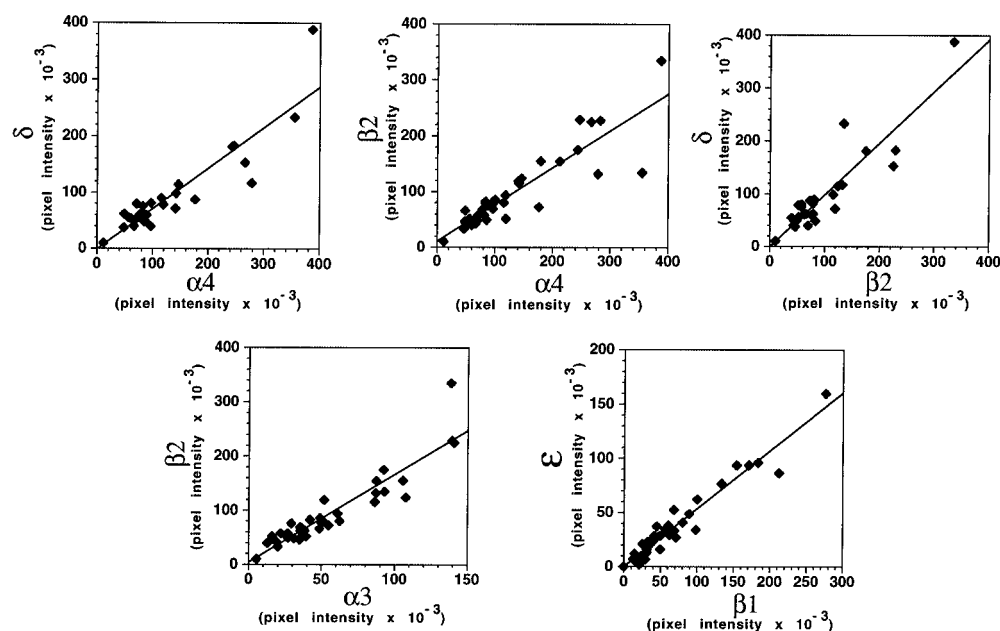 δ
(pixel intensity x 10⁻³)
400
300
200
100
0
0 100 200 300 400
α4
(pixel intensity x 10⁻³)
β2
(pixel intensity x 10⁻³)
400
300
200
100
0
0 100 200 300 400
α4
(pixel intensity x 10⁻³)
δ
(pixel intensity x 10⁻³)
400
300
200
100
0
0 100 200 300 400
β2
(pixel intensity x 10⁻³)
β2
(pixel intensity x 10⁻³)
400
300
200
100
0
0 50 100 150
α3
(pixel intensity x 10⁻³)
ε
(pixel intensity x 10⁻³)
200
150
100
50
0
0 50 100 150 200 250 300
β1
(pixel intensity x 10⁻³)